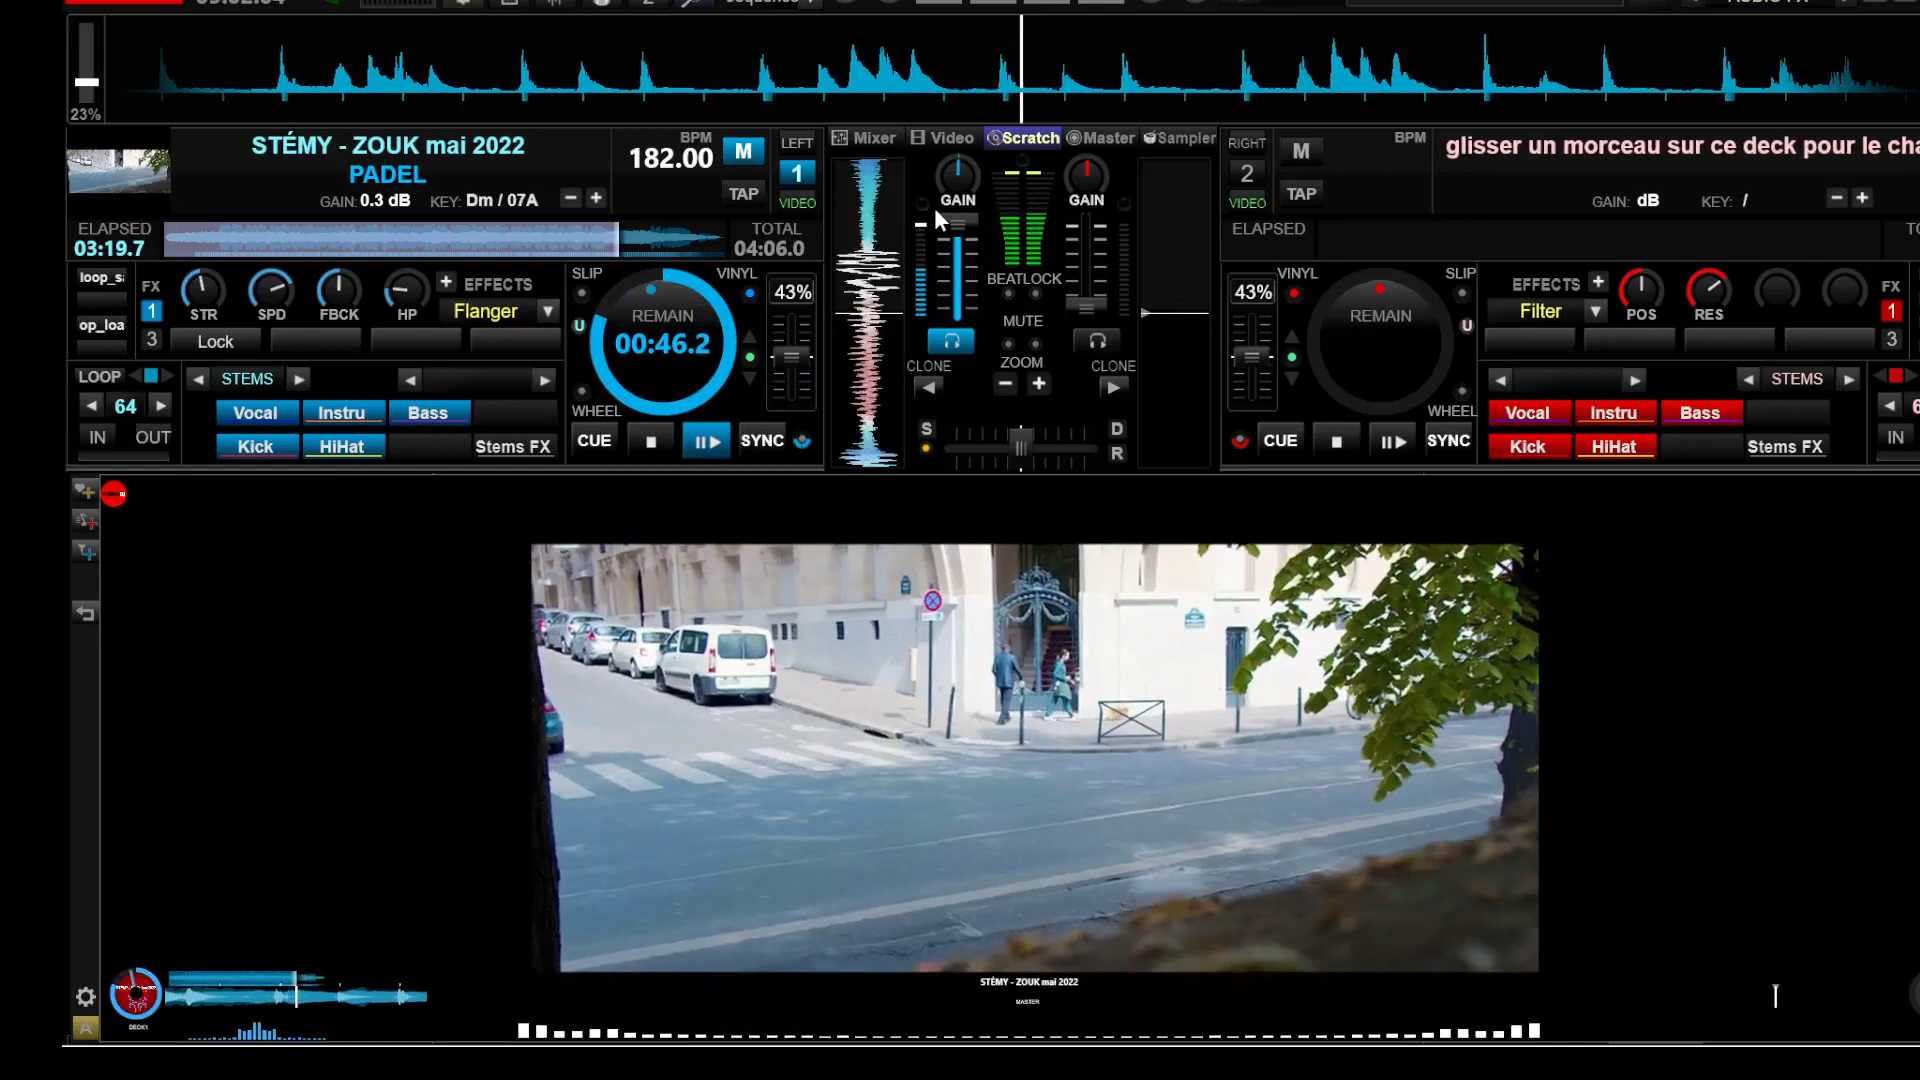 23%
STÉMY - ZOUK mai 2022
PADEL
GAIN: 0.3 dB KEY: Dm / 07A
BPM
182.00
M
TAP
LEFT
1
VIDEO
ELAPSED
03:19.7
TOTAL
04:06.0
Mixer Video Scratch Master Sampler
GAIN GAIN
BEATLOCK
MUTE
ZOOM
CLONE CLONE
S D
R
RIGHT
2
VIDEO
M
TAP
BPM
glisser un morceau sur ce deck pour le cha
GAIN: dB KEY: /
ELAPSED
loop_s
op_loa
FX
1
3
STR SPD FBCK HP
EFFECTS
Flanger
Lock
SLIP VINYL
U
REMAIN
00:46.2
43%
WHEEL
CUE SYNC
LOOP
64
IN OUT
STEMS
Vocal Instru Bass
Kick HiHat Stems FX
43%
VINYL SLIP
REMAIN
U
WHEEL
CUE SYNC
EFFECTS
Filter
POS RES
FX
1
3
STEMS
Vocal Instru Bass
Kick HiHat Stems FX
IN
A
DECK1
STÉMY - ZOUK mai 2022
MASTER